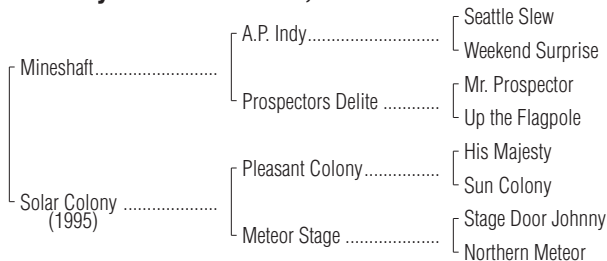 Seattle Slew
A.P. Indy..............................
Weekend Surprise
Mineshaft..........................
Mr. Prospector
Prospectors Delite ............
Up the Flagpole
His Majesty
Pleasant Colony................
Sun Colony
Solar Colony ....................
(1995)
Stage Door Johnny
Meteor Stage ....................
Northern Meteor